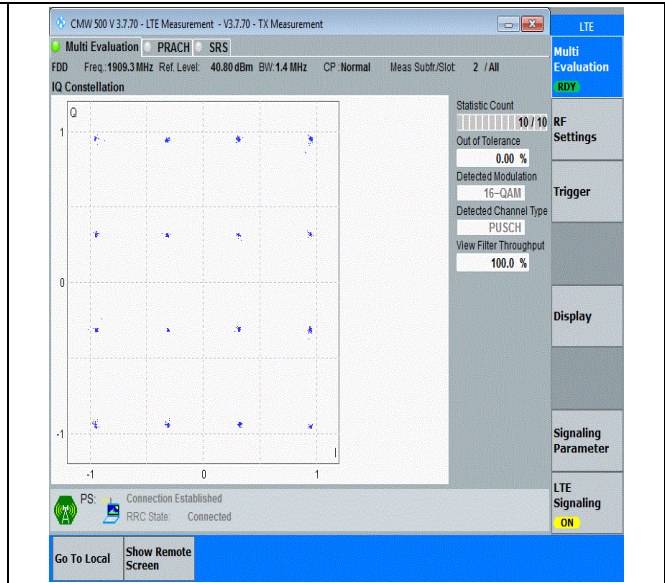 CMW 500 V 3.7.70 - LTE Measurement - V3.7.70 - TX Measurement
LTE
Multi Evaluation PRACH SRS
Multi
Evaluation
RDY
FDD Freq.:1909.3 MHz Ref. Level: 40.80 dBm BW:1.4 MHz CP :Normal Meas Subfr./Slot: 2 / All
IQ Constellation
Q
1
0
-1
-1 0 1
I
Statistic Count
10 / 10
Out of Tolerance
0.00 %
Detected Modulation
16-QAM
Detected Channel Type
PUSCH
View Filter Throughput
100.0 %
RF
Settings
Trigger
Display
Signaling
Parameter
LTE
Signaling
ON
PS: Connection Established
RRC State: Connected
Go To Local
Show Remote
Screen